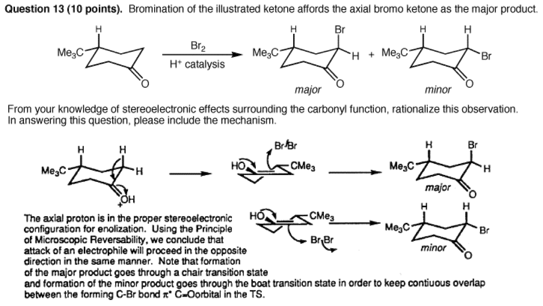 Question 13 (10 points). Bromination of the illustrated ketone affords the axial bromo ketone as the major product.
H
H
Br
H
H
Me3C
Br2
Me3C
H
+
Me3C
Br
H+ catalysis
O
O
O
major
minor
From your knowledge of stereoelectronic effects surrounding the carbonyl function, rationalize this observation.
In answering this question, please include the mechanism.
H
H
Br-Br
H
Br
Me3C
H
HO
CMe3
Me3C
H
OH
+
major
O
The axial proton is in the proper stereoelectronic
configuration for enolization. Using the Principle
of Microscopic Reversability, we conclude that
attack of an electrophile will proceed in the opposite
direction in the same manner. Note that formation
HO
CMe3
H
H
Me3C
Br
Br-Br
minor
O
of the major product goes through a chair transition state
and formation of the minor product goes through the boat transition state in order to keep contiuous overlap
between the forming C-Br bond π* C=Oorbital in the TS.